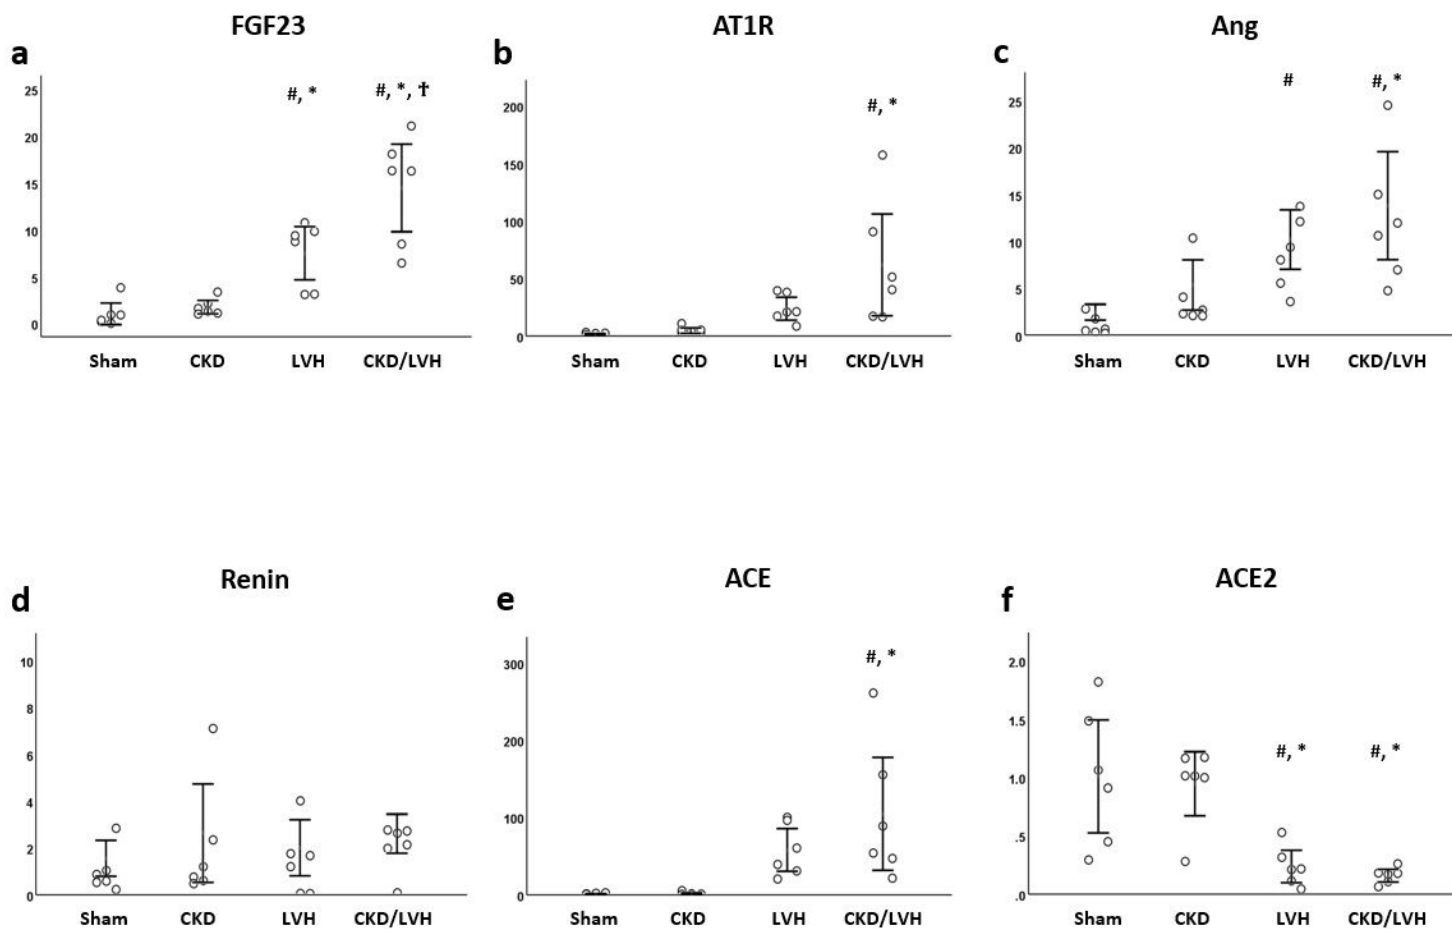 FGF23
AT1R
Ang
a
b
c
25
20
15
10
5
0
#, *
#, *, †
Sham CKD LVH CKD/LVH
200
150
100
50
0
#, *
Sham CKD LVH CKD/LVH
25
20
15
10
5
0
#
#, *
Sham CKD LVH CKD/LVH
Renin
ACE
ACE2
d
e
f
10
8
6
4
2
0
Sham CKD LVH CKD/LVH
300
200
100
0
#, *
Sham CKD LVH CKD/LVH
2.0
1.5
1.0
.5
.0
#, *
#, *
Sham CKD LVH CKD/LVH